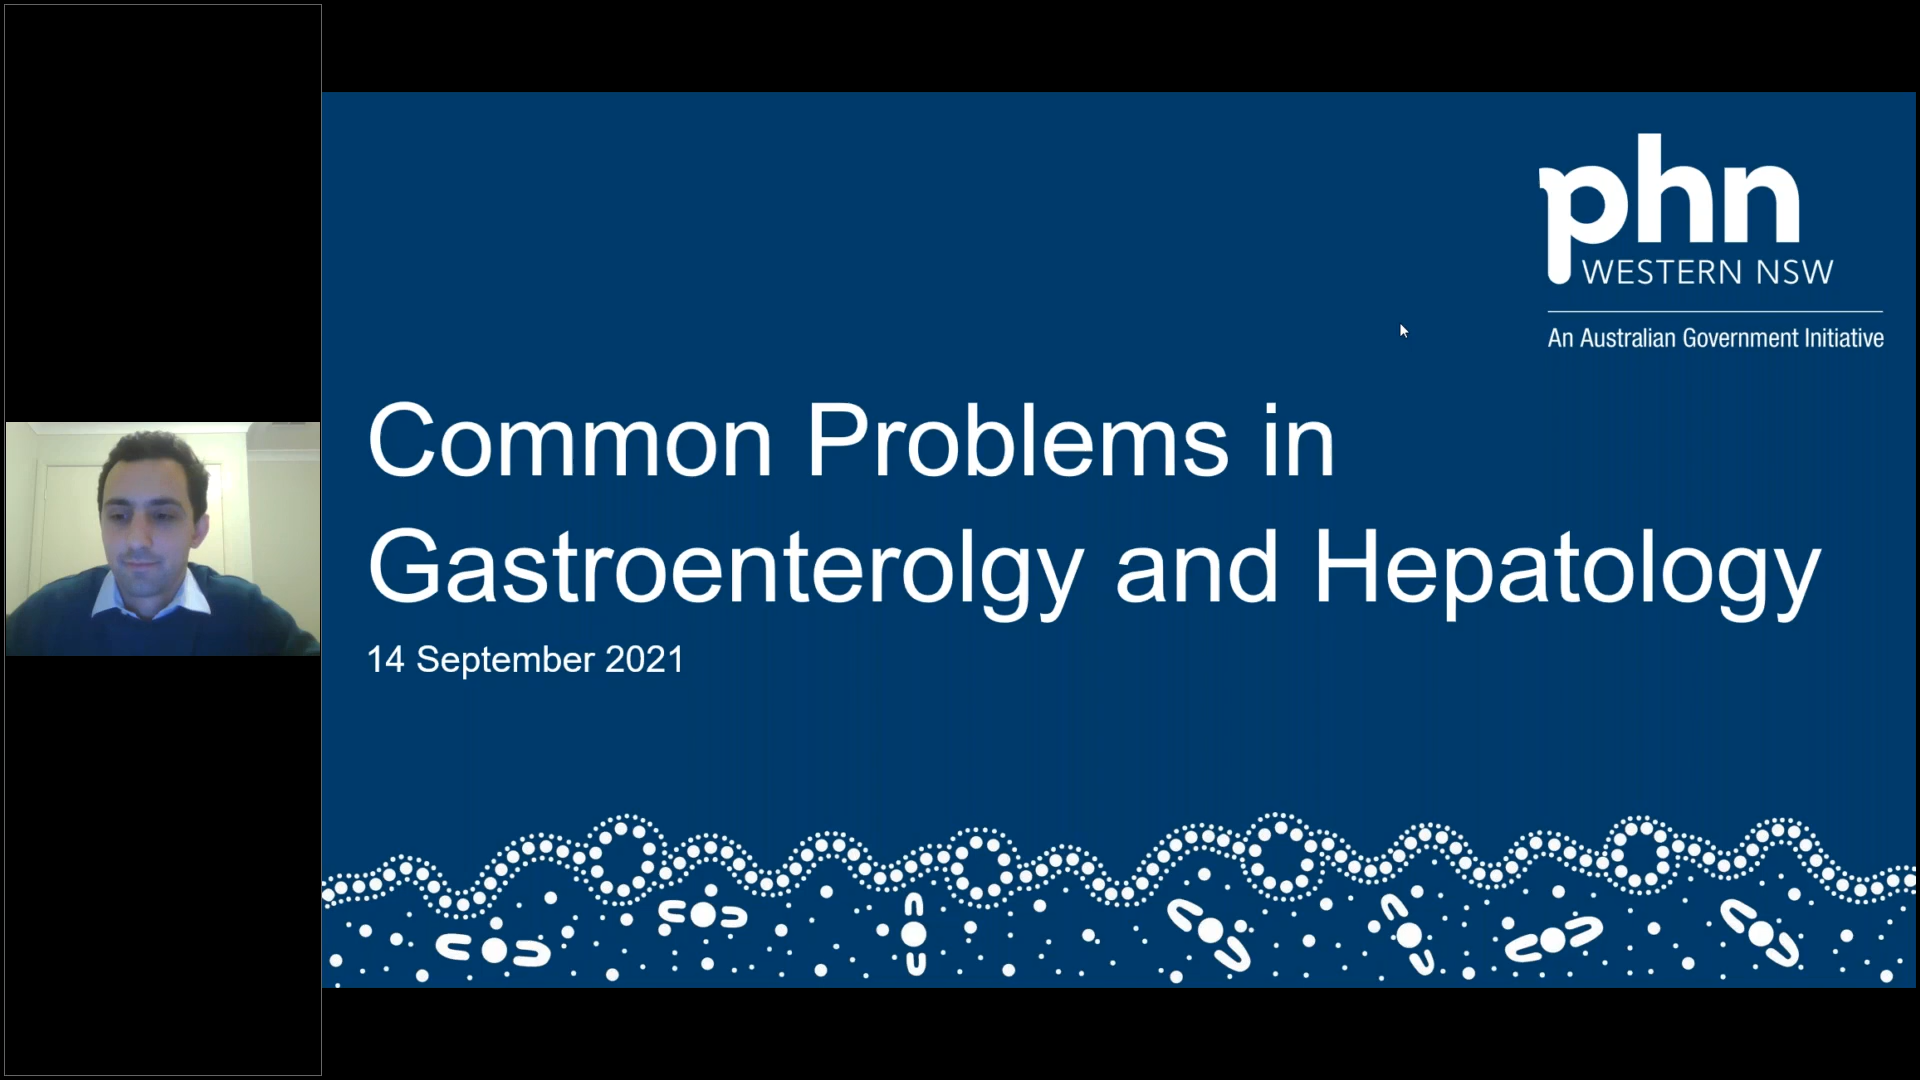 phn
WESTERN NSW
An Australian Government Initiative
Common Problems in
Gastroenterolgy and Hepatology
14 September 2021